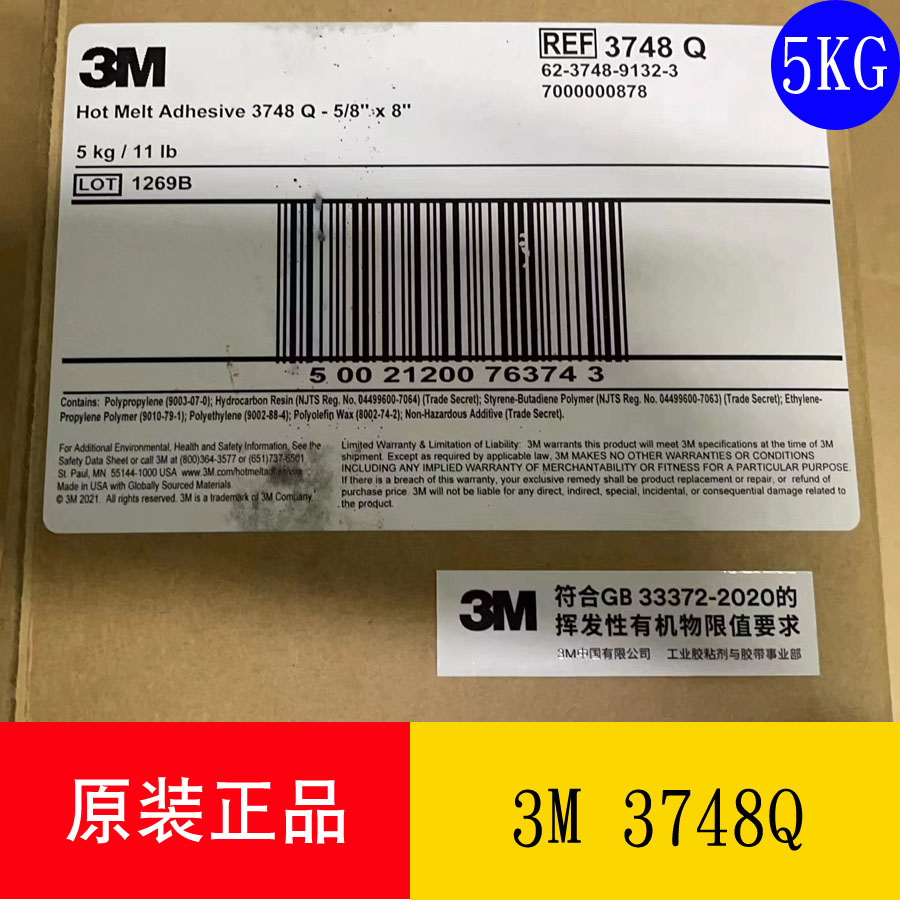 3M
REF 3748 Q
62-3748-9132-3
7000000878
5KG
Hot Melt Adhesive 3748 Q - 5/8" x 8"
5 kg / 11 lb
LOT 1269B
5 00 21200 76374 3
Contains: Polypropylene (9003-07-0); Hydrocarbon Resin (NJTS Reg. No. 04499600-7064) (Trade Secret); Styrene-Butadiene Polymer (NJTS Reg. No. 04499600-7063) (Trade Secret); Ethylene-
Propylene Polymer (9010-79-1); Polyethylene (9002-88-4); Polyolefin Wax (8002-74-2); Non-Hazardous Additive (Trade Secret).
For Additional Environmental, Health and Safety Information, See the
Safety Data Sheet or call 3M at (800)364-3577 or (651)737-6501
St. Paul, MN 55144-1000 USA www.3M.com/hotmeltadhesive
Made in USA with Globally Sourced Materials
© 3M 2021. All rights reserved. 3M is a trademark of 3M Company.
Limited Warranty & Limitation of Liability: 3M warrants this product will meet 3M specifications at the time of 3M
shipment. Except as required by applicable law, 3M MAKES NO OTHER WARRANTIES OR CONDITIONS
INCLUDING ANY IMPLIED WARRANTY OF MERCHANTABILITY OR FITNESS FOR A PARTICULAR PURPOSE.
If there is a breach of this warranty, your exclusive remedy shall be product replacement or repair, or refund of
purchase price. 3M will not be liable for any direct, indirect, special, incidental, or consequential damage related to
the product.
3M
符合GB 33372-2020的
挥发性有机物限值要求
3M中国有限公司 工业胶粘剂与胶带事业部
原装正品
3M 3748Q